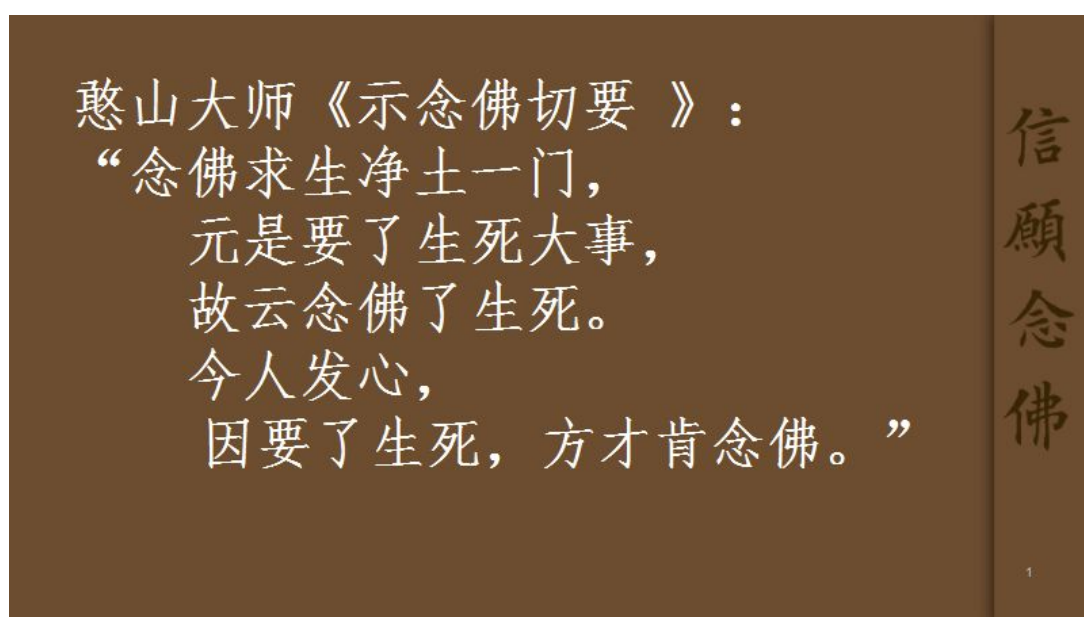 憨山大师《示念佛切要 》：
“念佛求生净土一门，
元是要了生死大事，
故云念佛了生死。
今人发心，
因要了生死，方才肯念佛。”
信願念佛
1